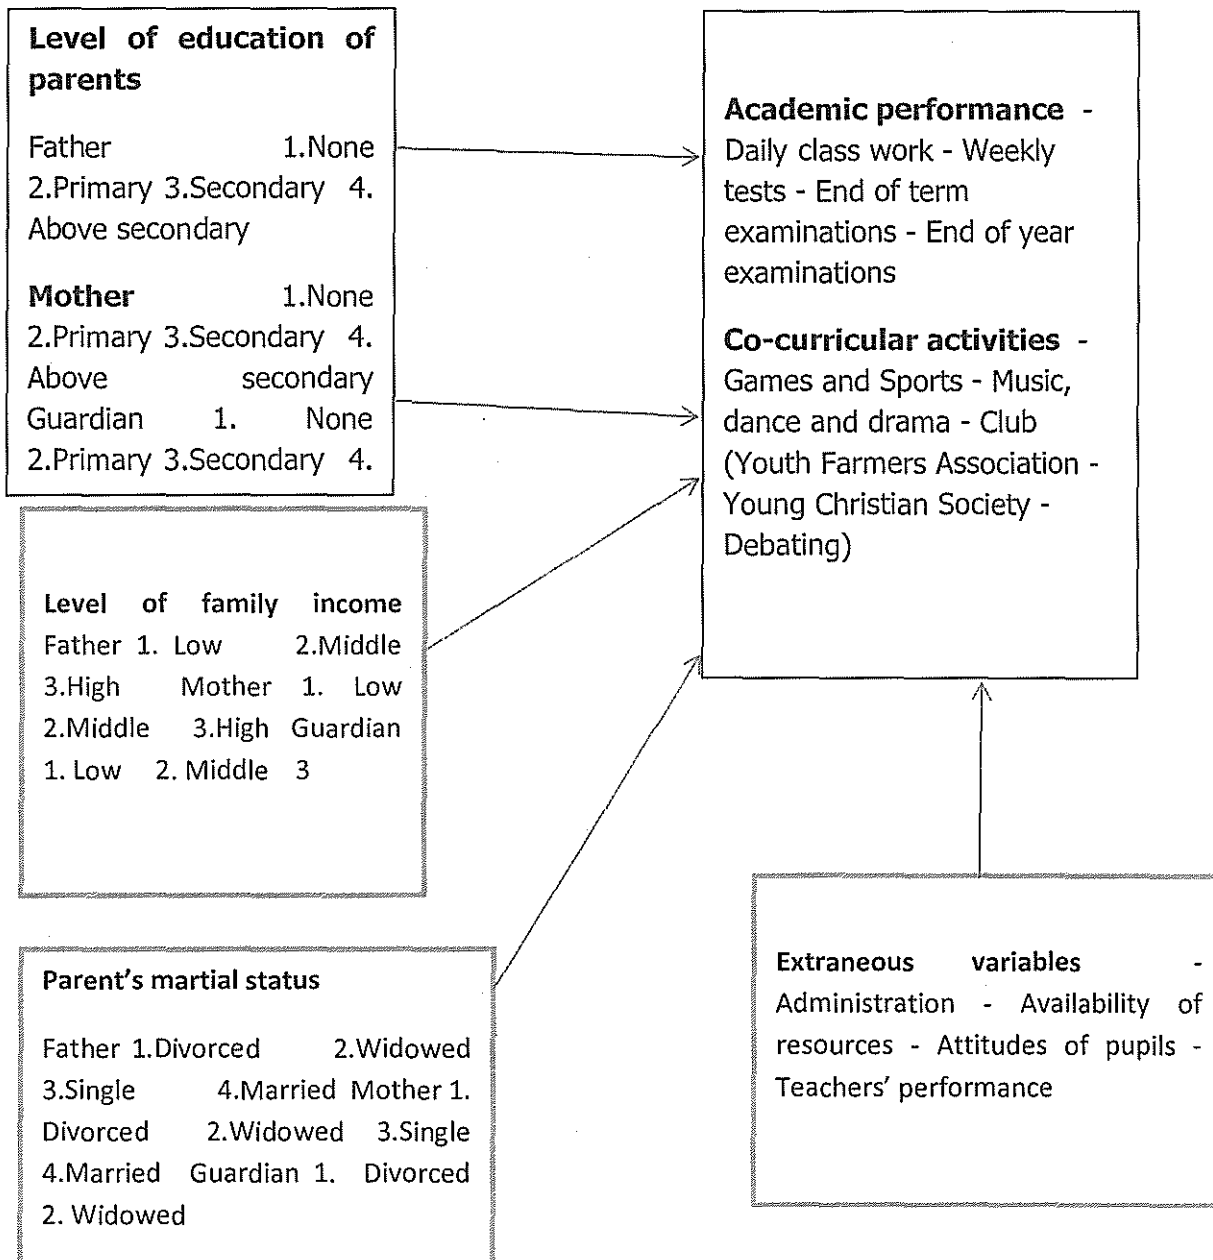 Level of education of
parents
Father 1.None
2.Primary 3.Secondary 4.
Above secondary
Mother 1.None
2.Primary 3.Secondary 4.
Above secondary
Guardian 1. None
2.Primary 3.Secondary 4.
Academic performance -
Daily class work - Weekly
tests - End of term
examinations - End of year
examinations
Co-curricular activities -
Games and Sports - Music,
dance and drama - Club
(Youth Farmers Association -
Young Christian Society -
Debating)
Level of family income
Father 1. Low 2.Middle
3.High Mother 1. Low
2.Middle 3.High Guardian
1. Low 2. Middle 3
Parent's martial status
Father 1.Divorced 2.Widowed
3.Single 4.Married Mother 1.
Divorced 2.Widowed 3.Single
4.Married Guardian 1. Divorced
2. Widowed
Extraneous variables -
Administration - Availability of
resources - Attitudes of pupils -
Teachers' performance